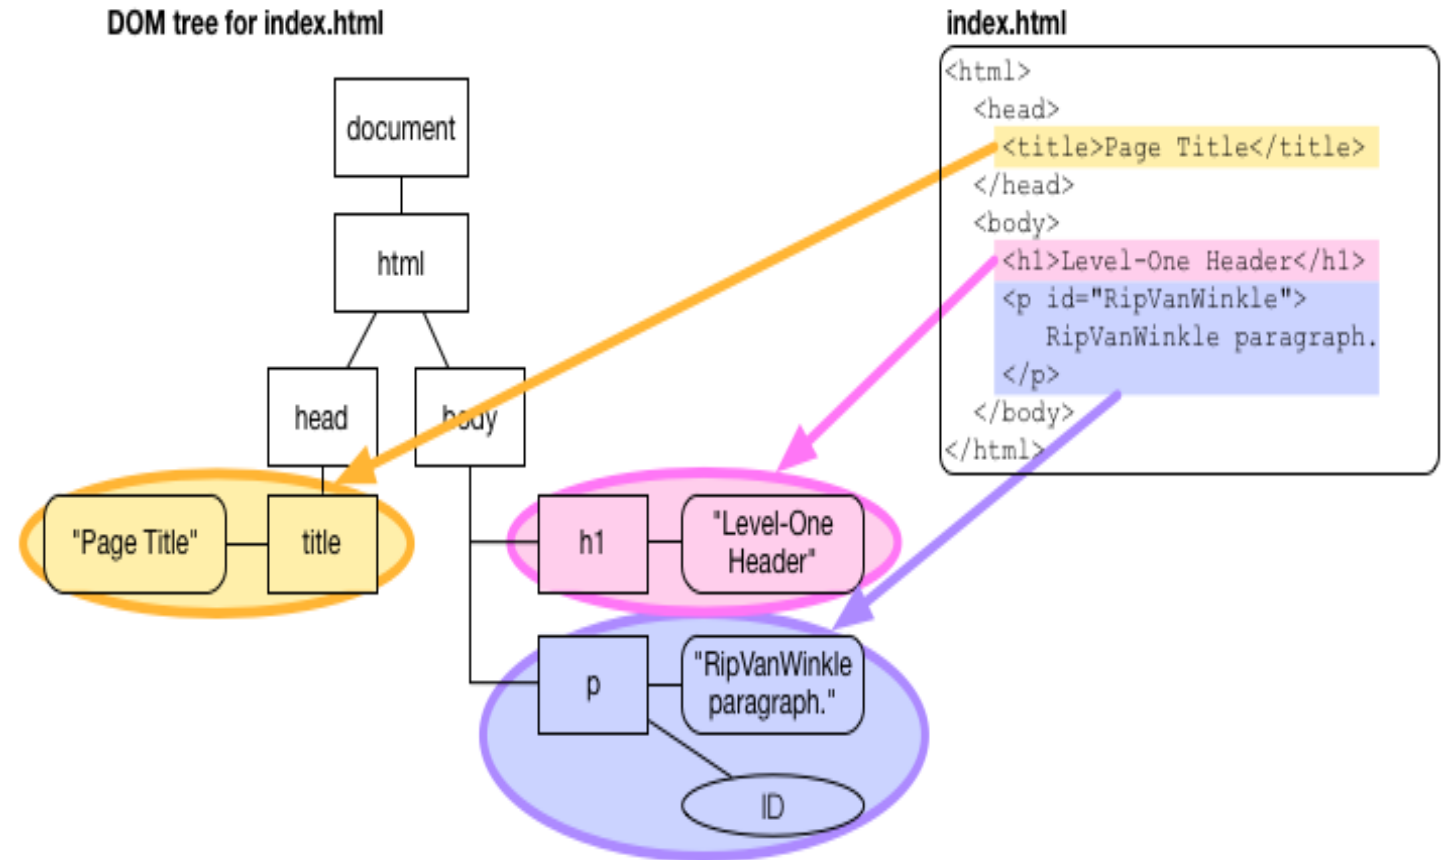 DOM tree for index.html
document
html
head
body
"Page Title"
title
h1
"Level-One
Header"
p
"RipVanWinkle
paragraph."
ID
index.html
<html>
<head>
<title>Page Title</title>
</head>
<body>
<h1>Level-One Header</h1>
<p id="RipVanWinkle">
RipVanWinkle paragraph.
</p>
</body>
</html>